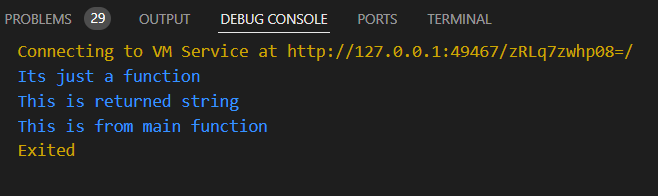 PROBLEMS 29 OUTPUT DEBUG CONSOLE PORTS TERMINAL
Connecting to VM Service at http://127.0.0.1:49467/zRLq7zwhp08=/
Its just a function
This is returned string
This is from main function
Exited